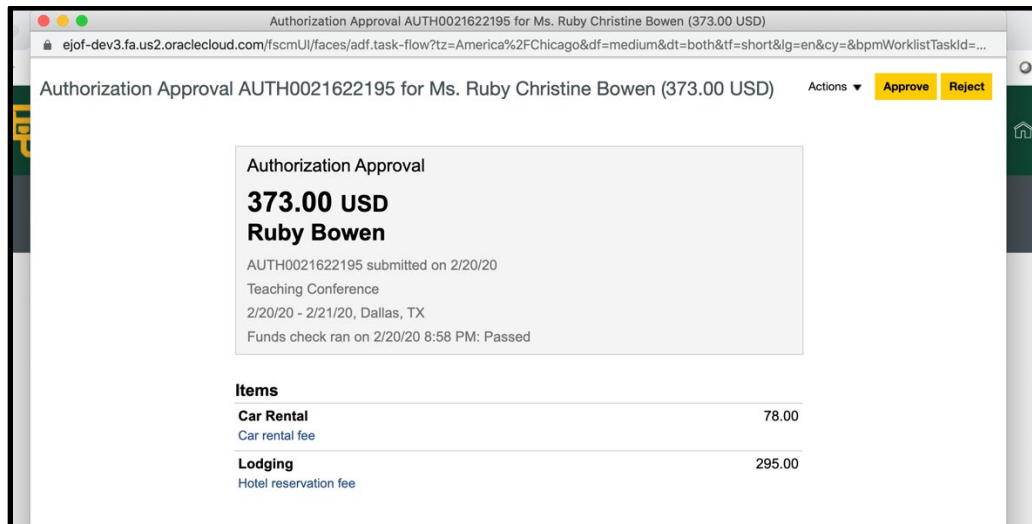 Authorization Approval AUTH0021622195 for Ms. Ruby Christine Bowen (373.00 USD)
ejof-dev3.fa.us2.oraclecloud.com/fscmUI/faces/adf.task-flow?tz=America%2FChicago&df=medium&dt=both&tf=short&lg=en&cy=&bpmWorklistTaskId=...
Authorization Approval AUTH0021622195 for Ms. Ruby Christine Bowen (373.00 USD) Actions ▼ Approve Reject
Authorization Approval
373.00 USD
Ruby Bowen
AUTH0021622195 submitted on 2/20/20
Teaching Conference
2/20/20 - 2/21/20, Dallas, TX
Funds check ran on 2/20/20 8:58 PM: Passed
Items
Car Rental 78.00
Car rental fee
Lodging 295.00
Hotel reservation fee